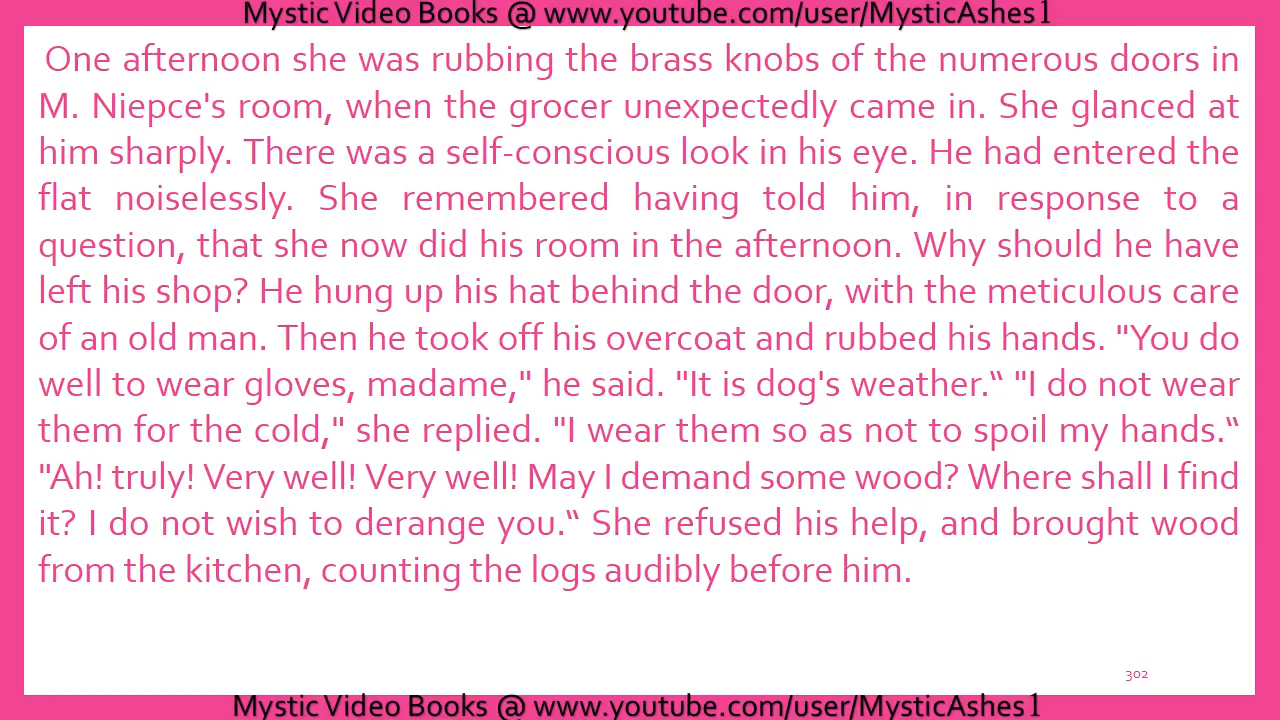 Mystic Video Books @ www.youtube.com/user/MysticAshes1
One afternoon she was rubbing the brass knobs of the numerous doors in
M. Niepce's room, when the grocer unexpectedly came in. She glanced at
him sharply. There was a self-conscious look in his eye. He had entered the
flat noiselessly. She remembered having told him, in response to a
question, that she now did his room in the afternoon. Why should he have
left his shop? He hung up his hat behind the door, with the meticulous care
of an old man. Then he took off his overcoat and rubbed his hands. "You do
well to wear gloves, madame," he said. "It is dog's weather.“ "I do not wear
them for the cold," she replied. "I wear them so as not to spoil my hands.“
"Ah! truly! Very well! Very well! May I demand some wood? Where shall I find
it? I do not wish to derange you.“ She refused his help, and brought wood
from the kitchen, counting the logs audibly before him.
302
Mystic Video Books @ www.youtube.com/user/MysticAshes1